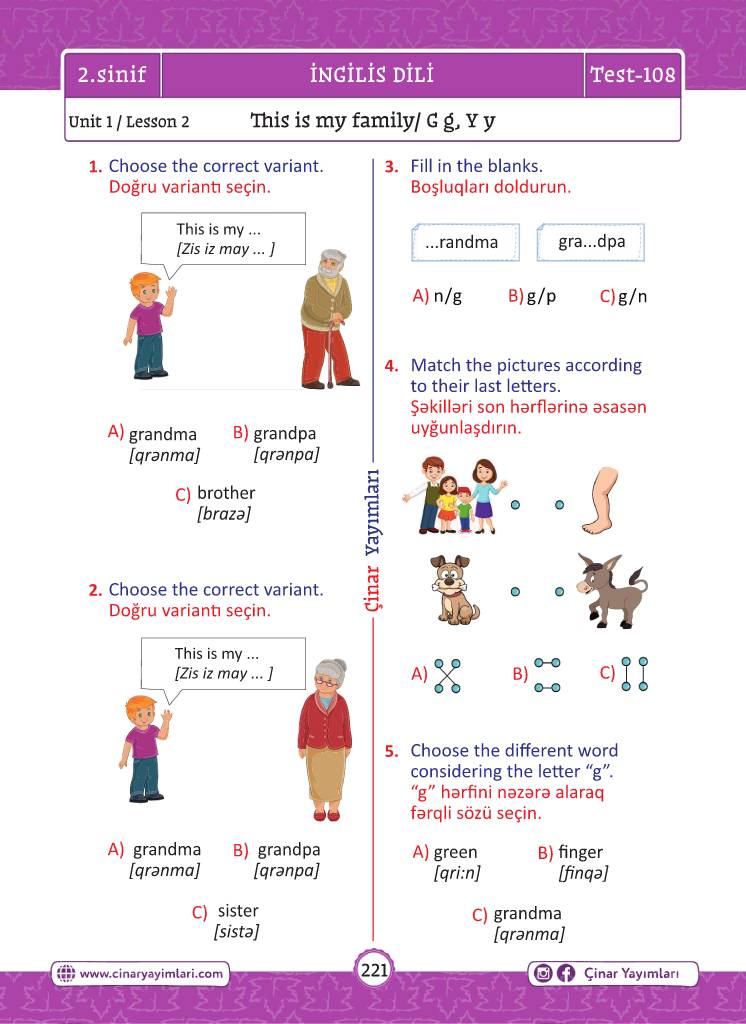 2.sinif
İNGİLİS DİLİ
Test-108
Unit 1 / Lesson 2
This is my family/ G g, Y y
1. Choose the correct variant.
Doğru variantı seçin.
This is my ...
[Zis iz may ... ]
A) grandma
[qrənma]
B) grandpa
[qrənpa]
C) brother
[brazə]
2. Choose the correct variant.
Doğru variantı seçin.
This is my ...
[Zis iz may ... ]
A) grandma
[qrənma]
B) grandpa
[qrənpa]
C) sister
[sistə]
Çinar Yayımları
3. Fill in the blanks.
Boşluqları doldurun.
...randma
gra...dpa
A) n/g
B) g/p
C) g/n
4. Match the pictures according
to their last letters.
Şəkilləri son hərflərinə əsasən
uyğunlaşdırın.
A)
B)
C)
5. Choose the different word
considering the letter “g”.
“g” hərfini nəzərə alaraq
fərqli sözü seçin.
A) green
[qri:n]
B) finger
[finqə]
C) grandma
[qrənma]
www.cinaryayimlari.com
221
Çinar Yayımları